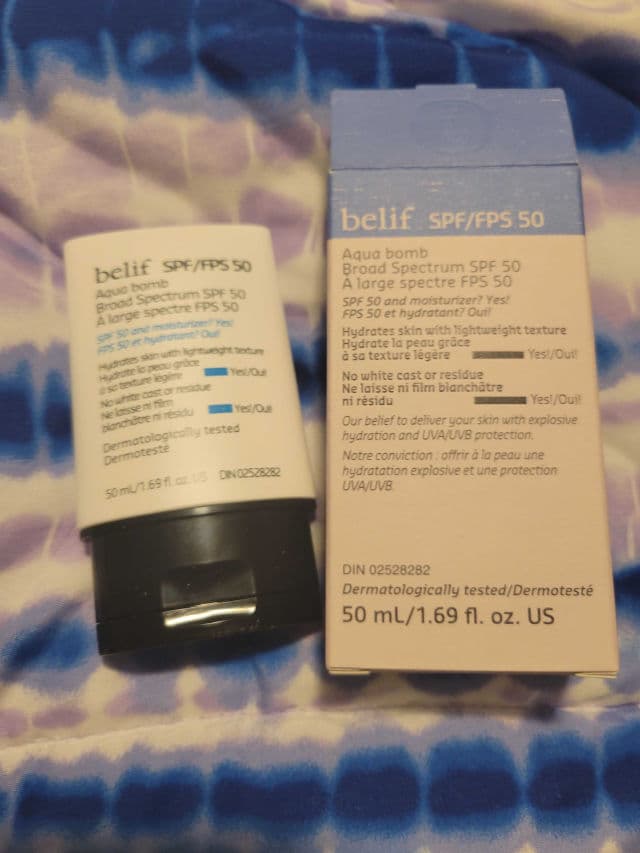 belif SPF/FPS 50
Aqua bomb
Broad Spectrum SPF 50
À large spectre FPS 50
SPF 50 and moisturizer? Yes!
FPS 50 et hydratant? Oui!
Hydrates skin with lightweight texture
Hydrate la peau grâce
à sa texture légère Yes!/Oui!
No white cast or residue
Ne laisse ni film
blanchâtre ni résidu Yes!/Oui!
Dermatologically tested
Dermotesté
50 mL/1.69 fl. oz. US DIN 02528282
belif SPF/FPS 50
Aqua bomb
Broad Spectrum SPF 50
À large spectre FPS 50
SPF 50 and moisturizer? Yes!
FPS 50 et hydratant? Oui!
Hydrates skin with lightweight texture
Hydrate la peau grâce
à sa texture légère Yes!/Oui!
No white cast or residue
Ne laisse ni film blanchâtre
ni résidu Yes!/Oui!
Our belief to deliver your skin with explosive
hydration and UVA/UVB protection.
Notre conviction : offrir à la peau une
hydratation explosive et une protection
UVA/UVB.
DIN 02528282
Dermatologically tested/Dermotesté
50 mL/1.69 fl. oz. US